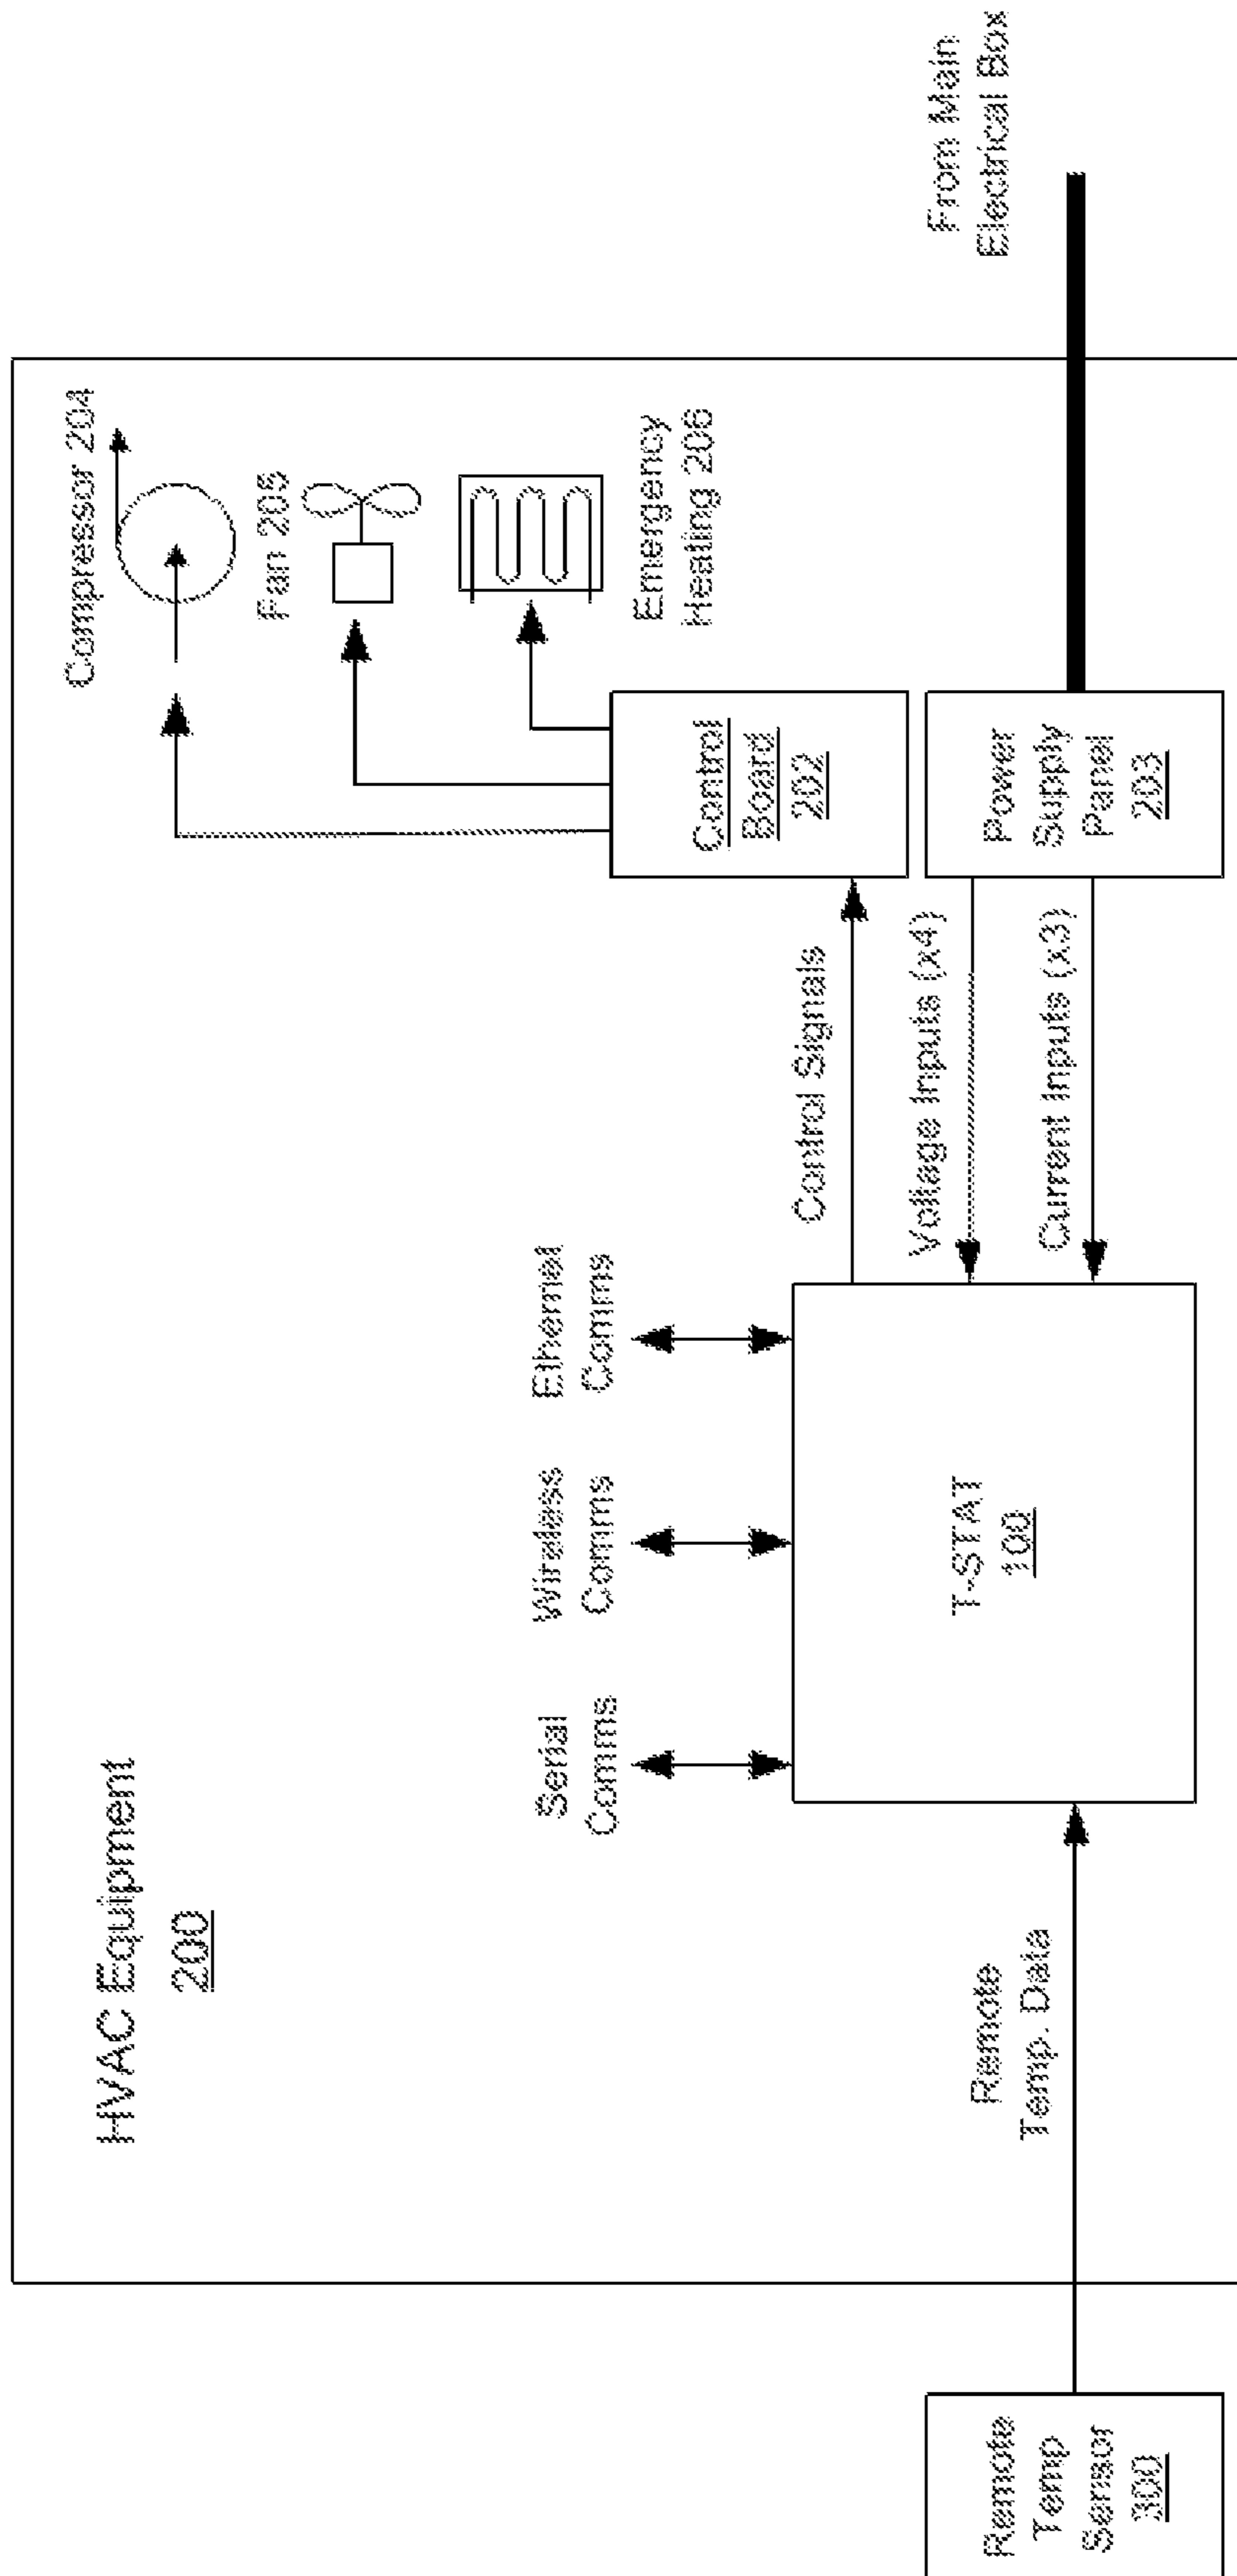 HVAC Equipment
200
Compressor 204
Fan 205
Emergency
Heating 206
Serial
Comms
Wireless
Comms
Ethernet
Comms
Control
Board
202
Control Signals
Voltage Inputs (x4)
Current Inputs (x3)
Power
Supply
Panel
203
From Main
Electrical Box
T-STAT
100
Remote
Temp. Data
Remote
Temp
Sensor
300